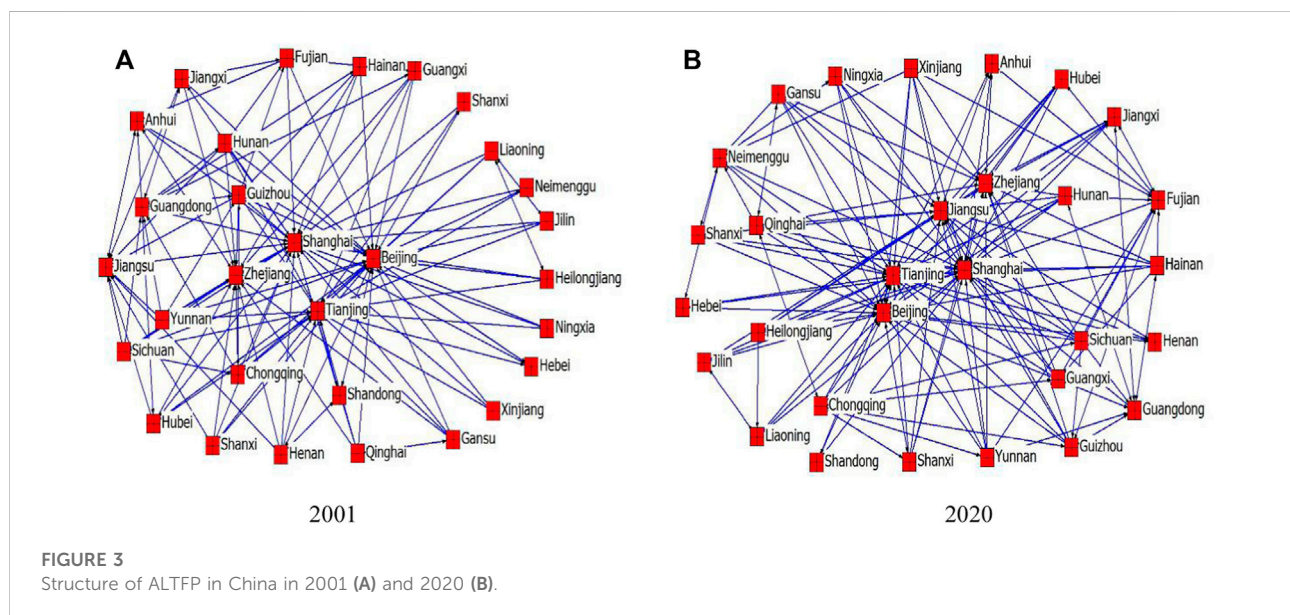 A
Fujian
Hainan
Guangxi
Jiangxi
Shanxi
Anhui
Hunan
Liaoning
Neimenggu
Guizhou
Guangdong
Jilin
Shanghai
Beijing
Jiangsu
Zhejiang
Heilongjiang
Tianjing
Yunnan
Ningxia
Sichuan
Hebei
Chongqing
Shandong
Xinjiang
Hubei
Shanxi
Henan
Qinghai
Gansu
2001
B
Ningxia
Xinjiang
Anhui
Hubei
Gansu
Jiangxi
Neimenggu
Zhejiang
Hunan
Fujian
Jiangsu
Qinghai
Shanxi
Hainan
Tianjing
Shanghai
Hebei
Beijing
Heilongjiang
Sichuan
Henan
Jilin
Guangxi
Chongqing
Guangdong
Liaoning
Guizhou
Shandong
Shanxi
Yunnan
2020
FIGURE 3
Structure of ALTFP in China in 2001 (A) and 2020 (B).